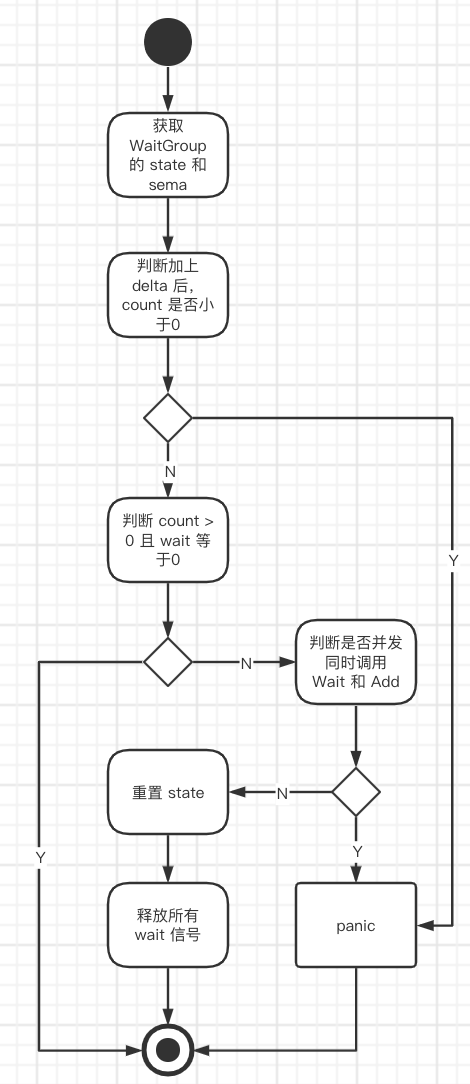 获取
WaitGroup
的 state 和
sema
判断加上
delta 后，
count 是否小
于0
N
判断 count >
0 且 wait 等
于0
Y
N
判断是否并发
同时调用
Wait 和 Add
重置 state
N
Y
Y
释放所有
wait 信号
panic